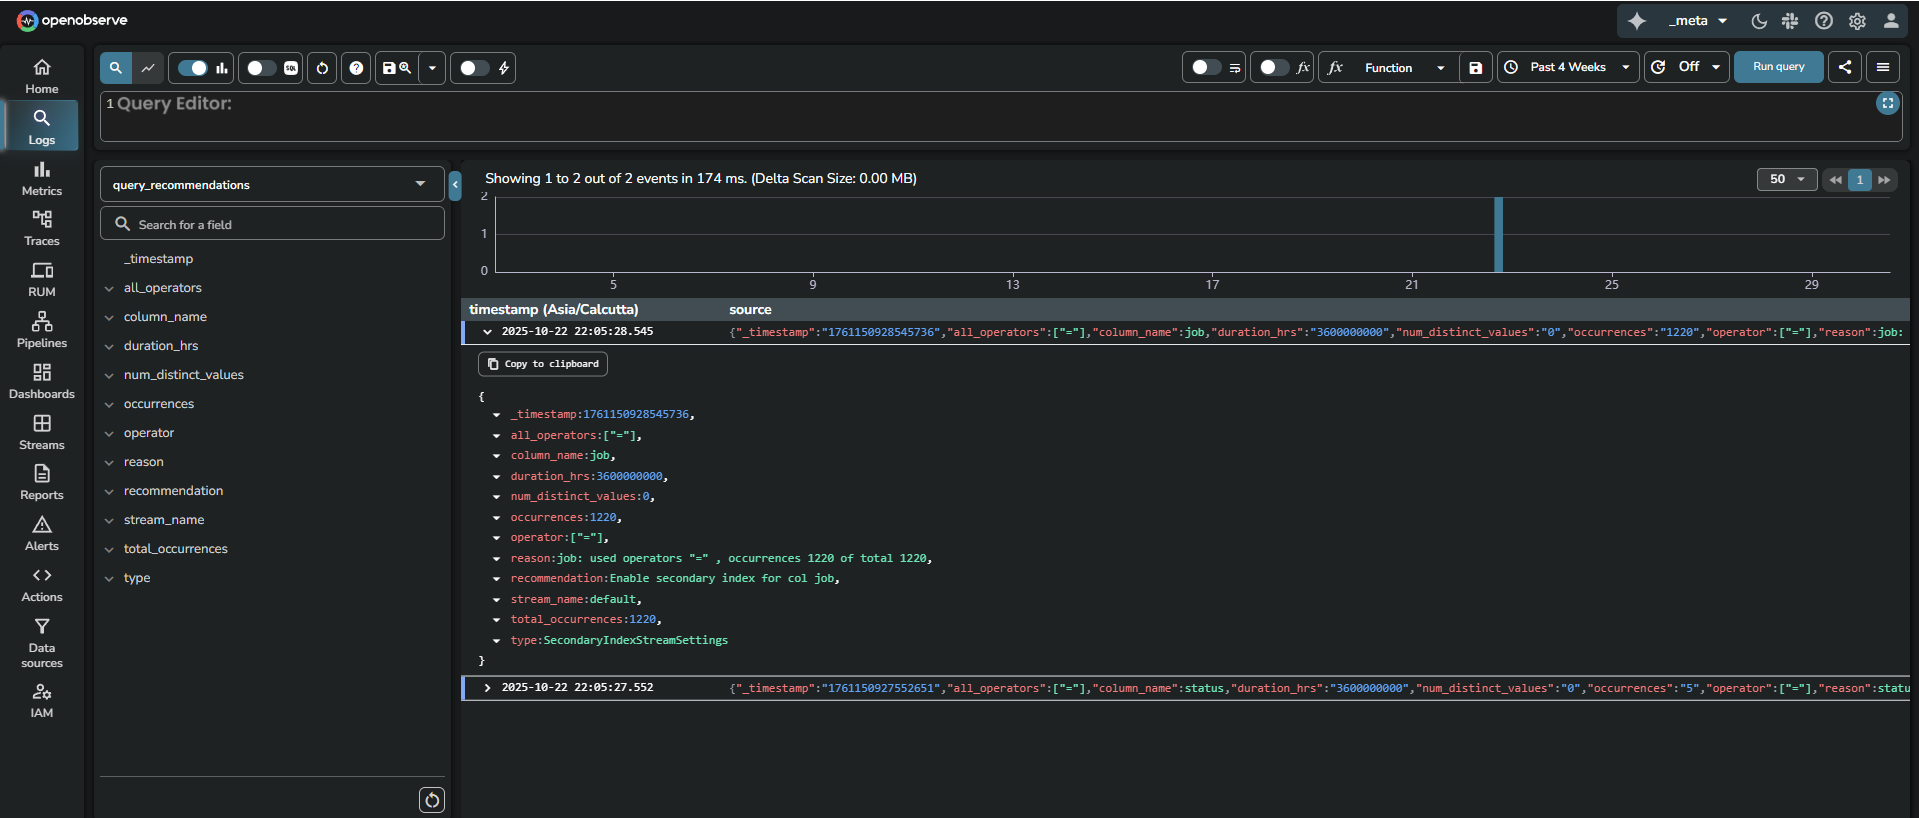 openobserve
_meta
Home
Logs
Metrics
Traces
RUM
Pipelines
Dashboards
Streams
Reports
Alerts
Actions
Data
sources
IAM
SQL
fx
fx
Function
Past 4 Weeks
Off
Run query
1 Query Editor:
query_recommendations
Search for a field
_timestamp
all_operators
column_name
duration_hrs
num_distinct_values
occurrences
operator
reason
recommendation
stream_name
total_occurrences
type
Showing 1 to 2 out of 2 events in 174 ms. (Delta Scan Size: 0.00 MB)
50
1
2
1
0
5 9 13 17 21 25 29
timestamp (Asia/Calcutta) source
2025-10-22 22:05:28.545 {"_timestamp":"1761150928545736","all_operators":["="],"column_name":job,"duration_hrs":"3600000000","num_distinct_values":"0","occurrences":"1220","operator":["="],"reason":job:
Copy to clipboard
{
_timestamp:1761150928545736,
all_operators:["="],
column_name:job,
duration_hrs:3600000000,
num_distinct_values:0,
occurrences:1220,
operator:["="],
reason:job: used operators "=" , occurrences 1220 of total 1220,
recommendation:Enable secondary index for col job,
stream_name:default,
total_occurrences:1220,
type:SecondaryIndexStreamSettings
}
2025-10-22 22:05:27.552 {"_timestamp":"1761150927552651","all_operators":["="],"column_name":status,"duration_hrs":"3600000000","num_distinct_values":"0","occurrences":"5","operator":["="],"reason":statu